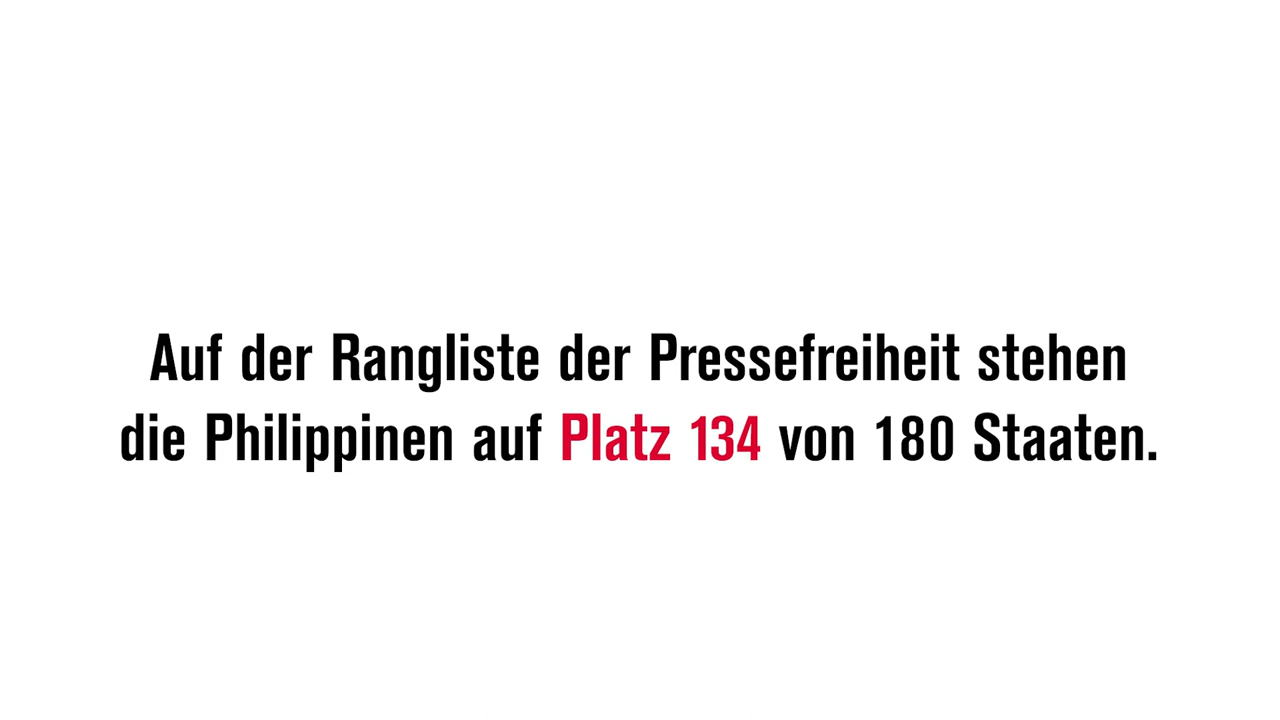 Auf der Rangliste der Pressefreiheit stehen
die Philippinen auf Platz 134 von 180 Staaten.